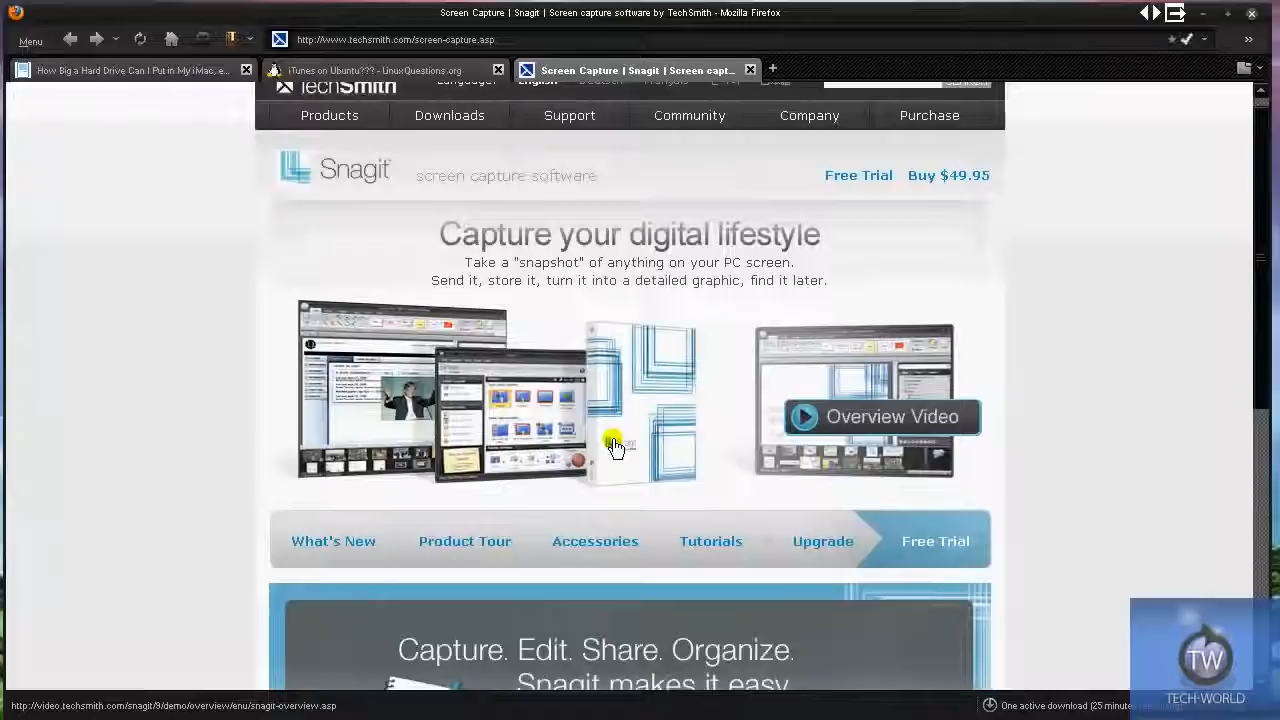 Screen Capture | Snagit | Screen capture software by TechSmith - Mozilla Firefox
Menu
http://www.techsmith.com/screen-capture.asp
How Big a Hard Drive Can I Put in My iMac, e...
iTunes on Ubuntu??? - LinuxQuestions.org
Screen Capture | Snagit | Screen capt...
TechSmith
Products
Company
Community
Purchase
Snagit
screen capture software
Free Trial
Buy $49.95
Capture your digital lifestyle
Take a "snapshot" of anything on your PC screen.
Send it, store it, turn it into a detailed graphic, find it later.
Overview Video
What's New
Product Tour
Accessories
Tutorials
Upgrade
Free Trial
Capture. Edit. Share. Organize.
Snagit makes it easy
TW
TECH-WORLD
http://video.techsmith.com/snagit/9/demo/overview/enu/snagit-overview.asp
One active download (25 minutes